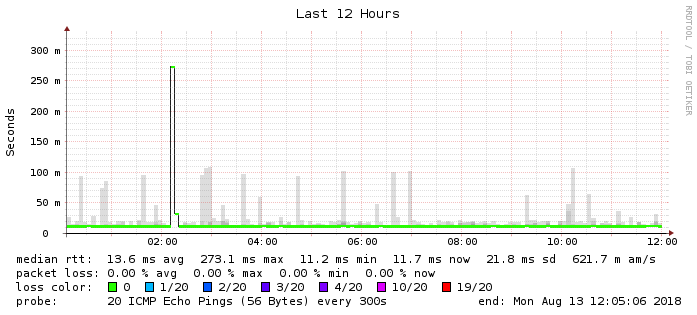 Last 12 Hours
RRDTOOL / TOBI OETIKER
Seconds
300 m
250 m
200 m
150 m
100 m
50 m
0
02:00 04:00 06:00 08:00 10:00 12:00
median rtt: 13.6 ms avg 273.1 ms max 11.2 ms min 11.7 ms now 21.8 ms sd 621.7 m am/s
packet loss: 0.00 % avg 0.00 % max 0.00 % min 0.00 % now
loss color: 0 1/20 2/20 3/20 4/20 10/20 19/20
probe: 20 ICMP Echo Pings (56 Bytes) every 300s end: Mon Aug 13 12:05:06 2018